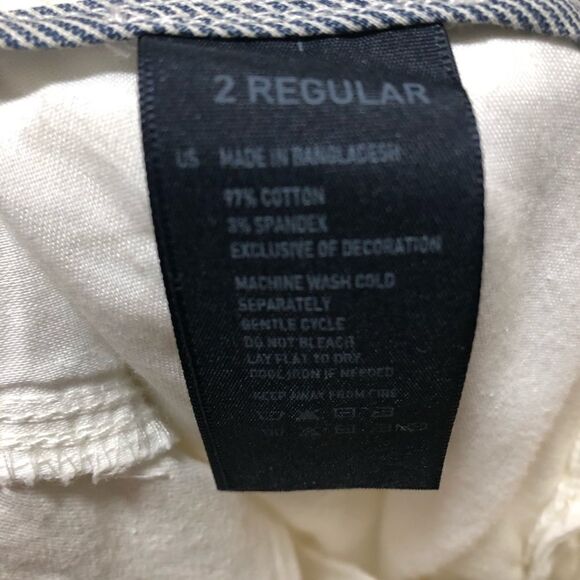 2 REGULAR
US MADE IN BANGLADESH
97% COTTON
3% SPANDEX
EXCLUSIVE OF DECORATION
MACHINE WASH COLD
SEPARATELY
GENTLE CYCLE
DO NOT BLEACH
LAY FLAT TO DRY
COOL IRON IF NEEDED
KEEP AWAY FROM FIRE